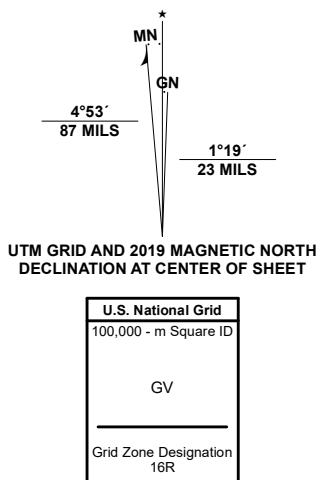 ★
MN
GN
4°53´
87 MILS
1°19´
23 MILS
UTM GRID AND 2019 MAGNETIC NORTH
DECLINATION AT CENTER OF SHEET
U.S. National Grid
100,000 - m Square ID
GV
Grid Zone Designation
16R